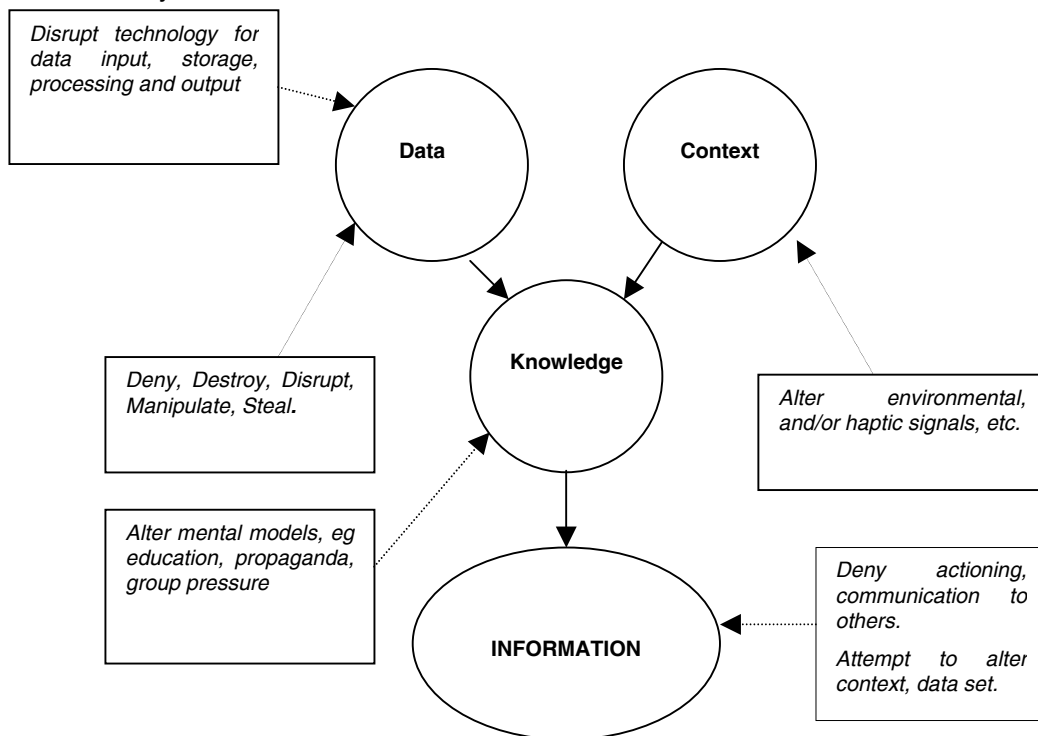 Disrupt technology for
data input, storage,
processing and output
Data
Context
Knowledge
Deny, Destroy, Disrupt,
Manipulate, Steal.
Alter environmental,
and/or haptic signals, etc.
Alter mental models, eg
education, propaganda,
group pressure
Deny actioning,
communication to
others.
Attempt to alter
context, data set.
INFORMATION